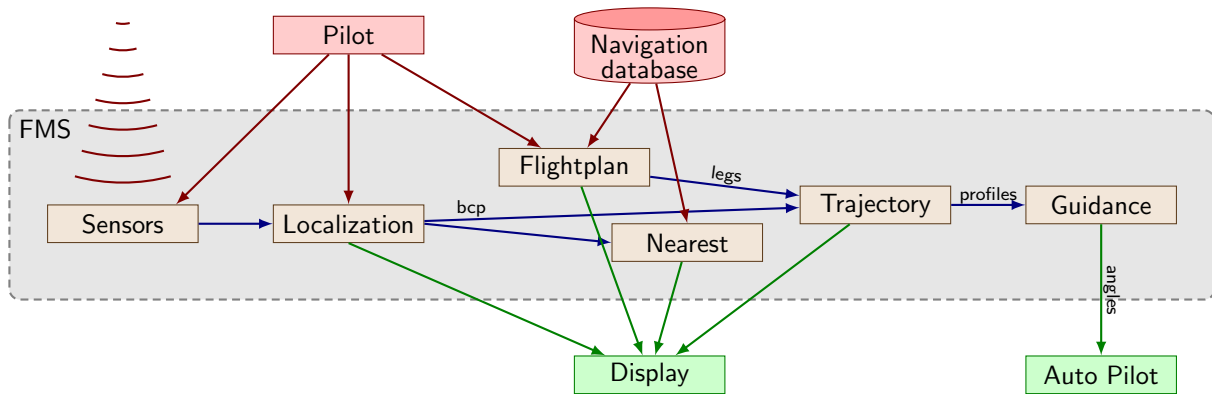 Pilot
Navigation
database
FMS
Flightplan
legs
Trajectory
profiles
Guidance
Sensors
Localization
bcp
Nearest
angles
Display
Auto Pilot